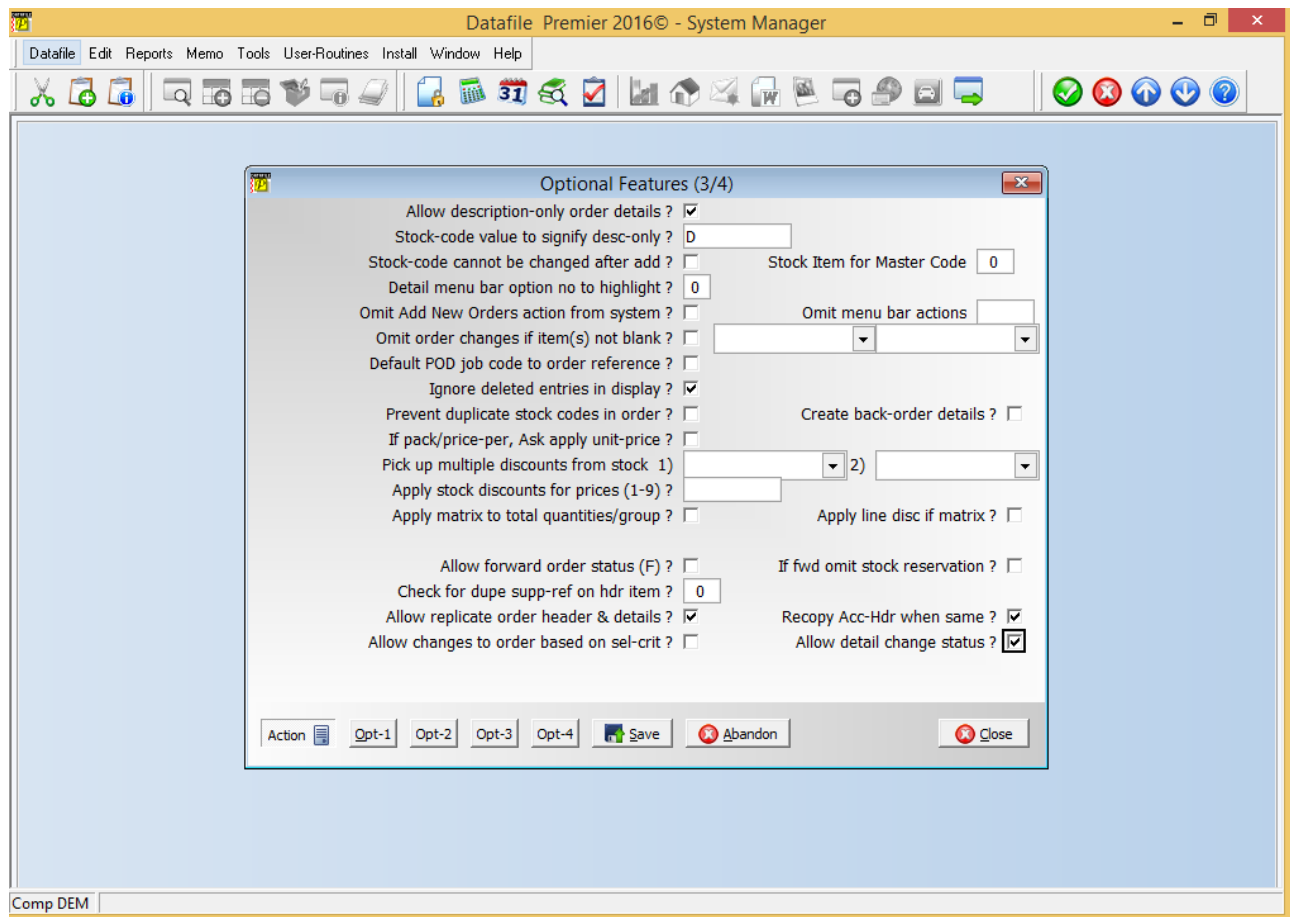 Datafile Premier 2016© - System Manager
Datafile Edit Reports Memo Tools User-Routines Install Window Help
31 W ?
Optional Features (3/4)
Allow description-only order details ?
Stock-code value to signify desc-only ? D
Stock-code cannot be changed after add ? Stock Item for Master Code 0
Detail menu bar option no to highlight ? 0
Omit Add New Orders action from system ? Omit menu bar actions
Omit order changes if item(s) not blank ?
Default POD job code to order reference ?
Ignore deleted entries in display ?
Prevent duplicate stock codes in order ? Create back-order details ?
If pack/price-per, Ask apply unit-price ?
Pick up multiple discounts from stock 1) 2)
Apply stock discounts for prices (1-9) ?
Apply matrix to total quantities/group ? Apply line disc if matrix ?
Allow forward order status (F) ? If fwd omit stock reservation ?
Check for dupe supp-ref on hdr item ? 0
Allow replicate order header & details ? Recopy Acc-Hdr when same ?
Allow changes to order based on sel-crit ? Allow detail change status ?
Action Opt-1 Opt-2 Opt-3 Opt-4 Save Abandon Close
Comp DEM